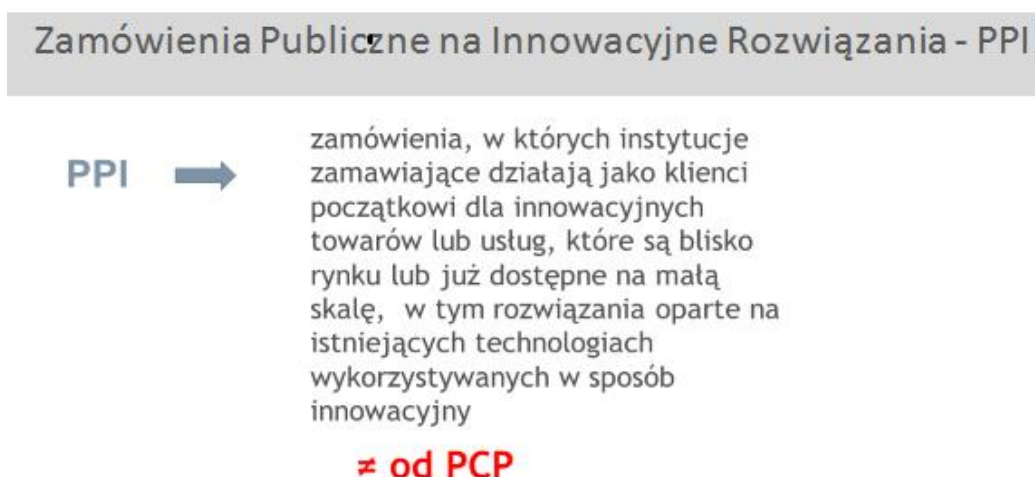 Zamówienia Publiczne na Innowacyjne Rozwiązania - PPI
PPI
zamówienia, w których instytucje
zamawiające działają jako klienci
początkowi dla innowacyjnych
towarów lub usług, które są blisko
rynku lub już dostępne na małą
skalę, w tym rozwiązania oparte na
istniejących technologiach
wykorzystywanych w sposób
innowacyjny
≠ od PCP